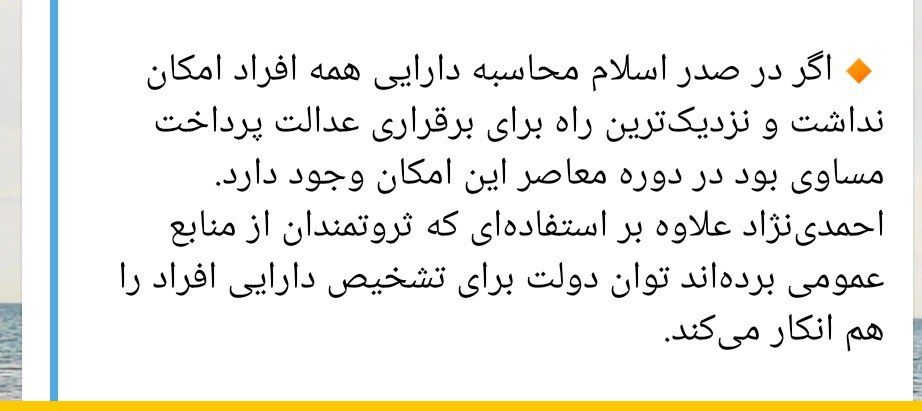 🔸 اگر در صدر اسلام محاسبه دارایی همه افراد امکان
نداشت و نزدیک‌ترین راه برای برقراری عدالت پرداخت
مساوی بود در دوره معاصر این امکان وجود دارد.
احمدی‌نژاد علاوه بر استفاده‌ای که ثروتمندان از منابع
عمومی برده‌اند توان دولت برای تشخیص دارایی افراد را
هم انکار می‌کند.